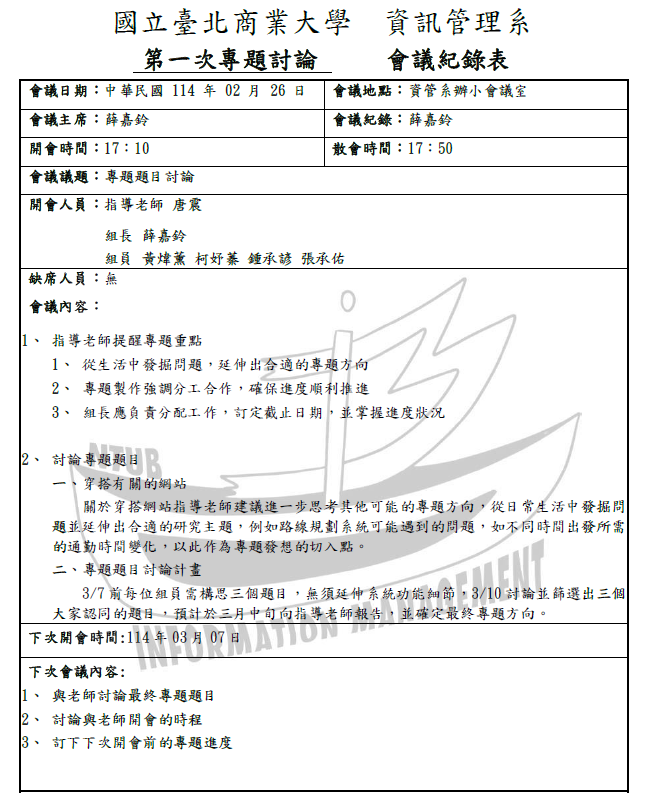 國立臺北商業大學 資訊管理系
第一次專題討論 會議紀錄表
會議日期：中華民國 114 年 02 月 26 日
會議地點：資管系辦小會議室
會議主席：薛嘉鈴
會議紀錄：薛嘉鈴
開會時間：17：10
散會時間：17：50
會議議題：專題題目討論
開會人員：指導老師 唐震
組長 薛嘉鈴
組員 黃煒薰 柯妤蓁 鍾承諺 張承佑
缺席人員：無
會議內容：
1、 指導老師提醒專題重點
1、 從生活中發掘問題，延伸出合適的專題方向
2、 專題製作強調分工合作，確保進度順利推進
3、 組長應負責分配工作，訂定截止日期，並掌握進度狀況
2、 討論專題題目
一、穿搭有關的網站
關於穿搭網站指導老師建議進一步思考其他可能的專題方向，從日常生活中發掘問
題並延伸出合適的研究主題，例如路線規劃系統可能遇到的問題，如不同時間出發所需
的通勤時間變化，以此作為專題發想的切入點。
二、專題題目討論計畫
3/7 前每位組員需構思三個題目，無須延伸系統功能細節，3/10 討論並篩選出三個
大家認同的題目，預計於三月中旬向指導老師報告，並確定最終專題方向。
下次開會時間:114 年 03 月 07 日
下次會議內容:
1、 與老師討論最終專題題目
2、 討論與老師開會的時程
3、 訂下下次開會前的專題進度
NTUB
INFORMATION MANAGEMENT